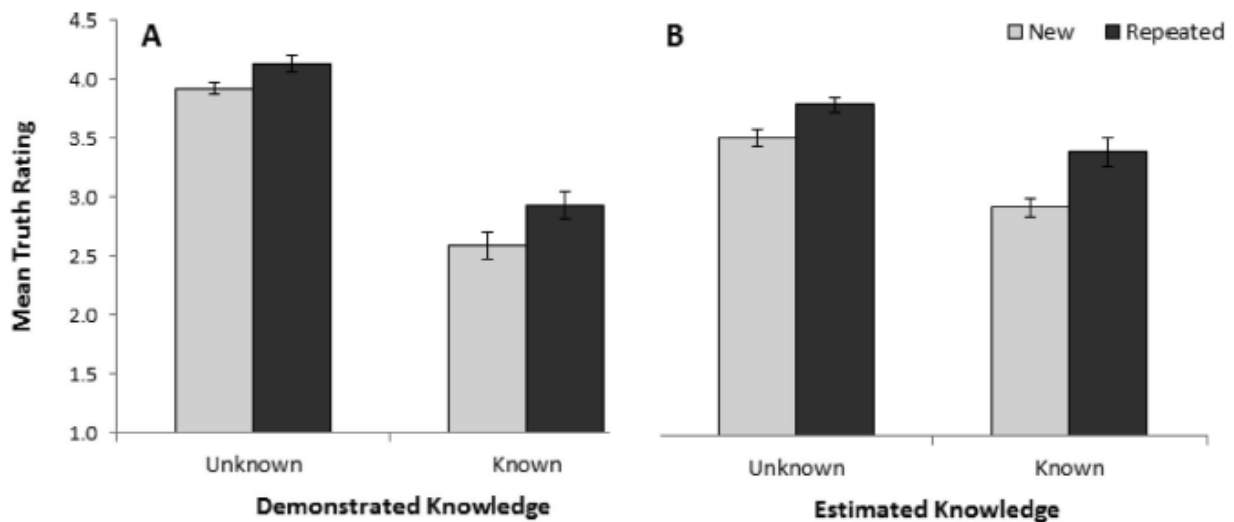 A
B
New
Repeated
Mean Truth Rating
4.5
4.0
3.5
3.0
2.5
2.0
1.5
1.0
Unknown
Known
Unknown
Known
Demonstrated Knowledge
Estimated Knowledge